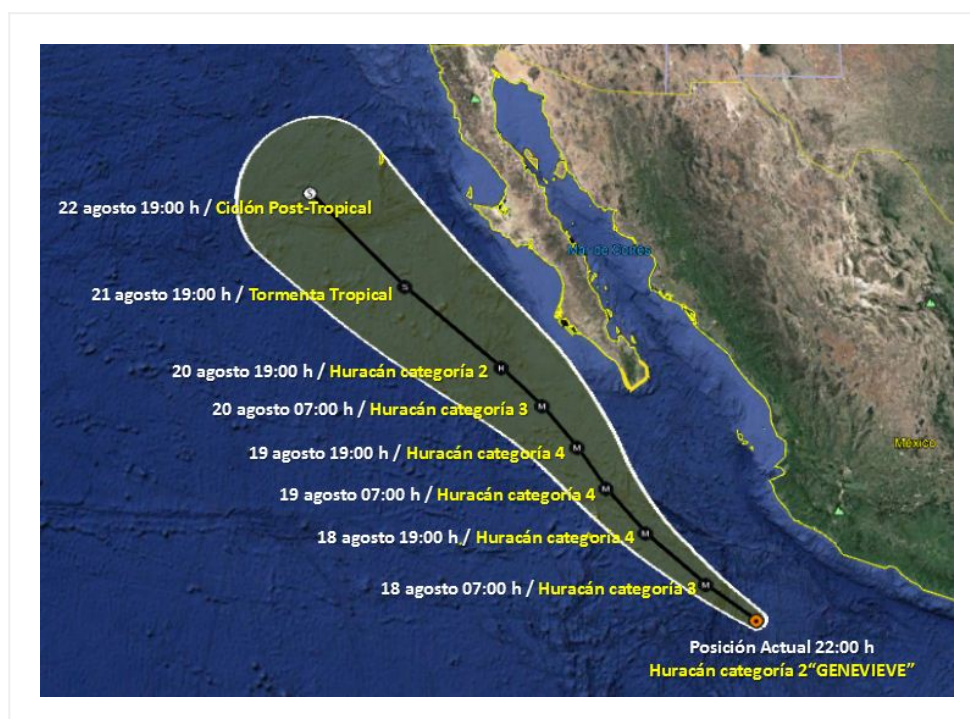 22 agosto 19:00 h / Ciclón Post-Tropical
Mar de Cortés
21 agosto 19:00 h / Tormenta Tropical
20 agosto 19:00 h / Huracán categoría 2
20 agosto 07:00 h / Huracán categoría 3
México
19 agosto 19:00 h / Huracán categoría 4
19 agosto 07:00 h / Huracán categoría 4
18 agosto 19:00 h / Huracán categoría 4
18 agosto 07:00 h / Huracán categoría 3
Posición Actual 22:00 h
Huracán categoría 2“GENEVIEVE”
S
S
H
M
M
M
M
M